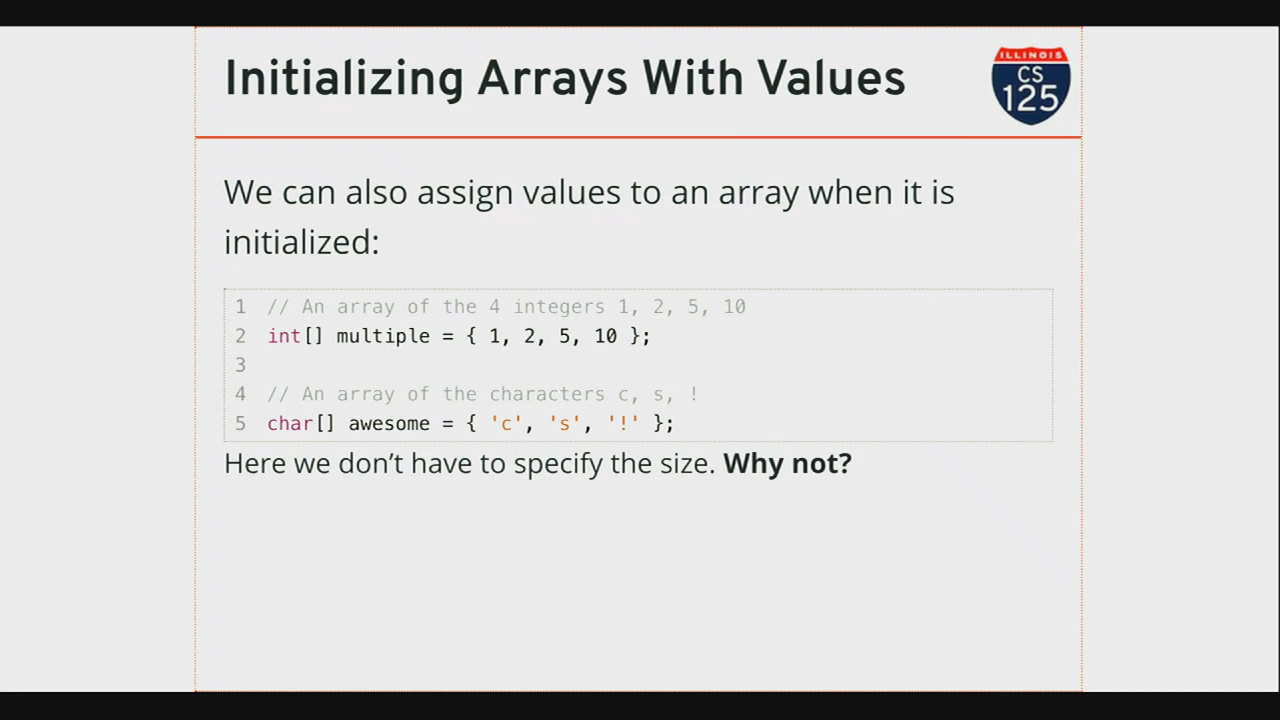 Initializing Arrays With Values
ILLINOIS
CS
125
We can also assign values to an array when it is
initialized:
1 // An array of the 4 integers 1, 2, 5, 10
2 int[] multiple = { 1, 2, 5, 10 };
3
4 // An array of the characters c, s, !
5 char[] awesome = { 'c', 's', '!' };
Here we don’t have to specify the size. Why not?